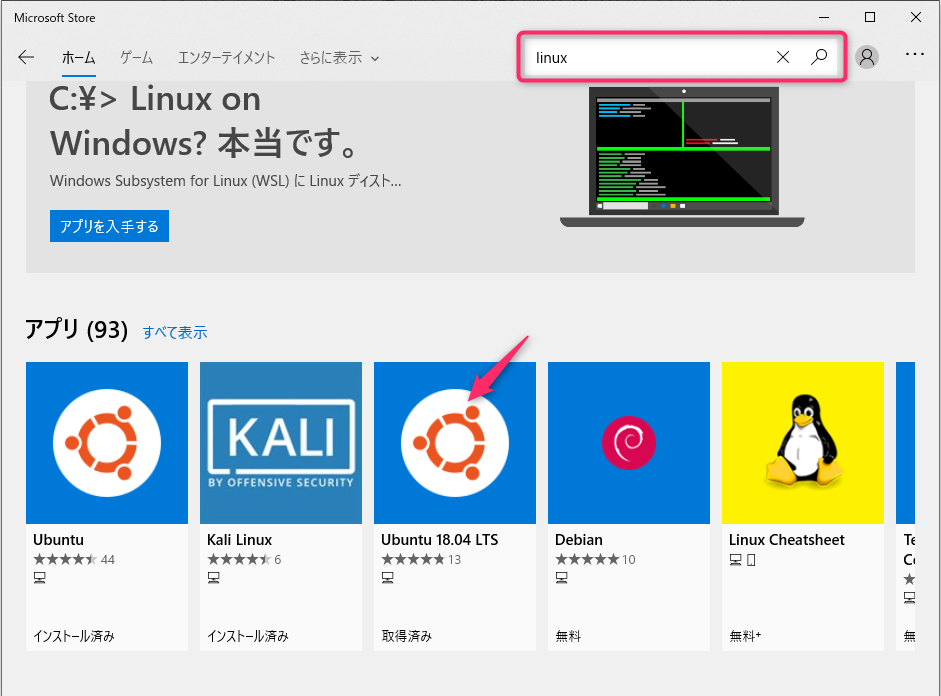 Microsoft Store
ホーム ゲーム エンターテイメント さらに表示 linux
C:¥> Linux on
Windows? 本当です。
Windows Subsystem for Linux (WSL) に Linux ディスト...
アプリを入手する
アプリ (93) すべて表示
KALI
BY OFFENSIVE SECURITY
Ubuntu Kali Linux Ubuntu 18.04 LTS Debian Linux Cheatsheet Te
44 6 13 10 Co
インストール済み インストール済み 取得済み 無料 無料+ 無